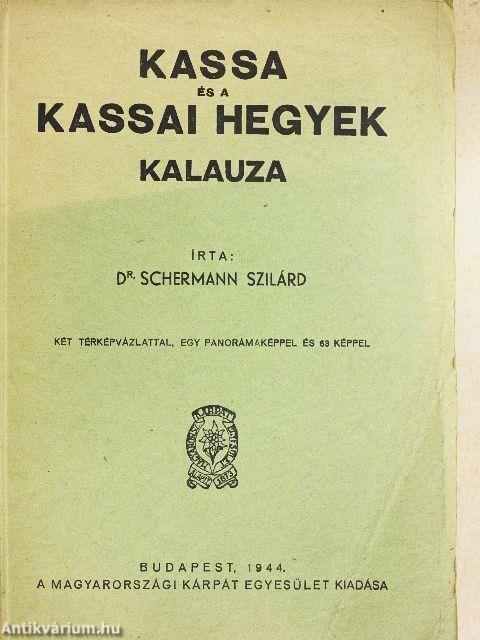 KASSA
ÉS A
KASSAI HEGYEK
KALAUZA
ÍRTA:
DR. SCHERMANN SZILÁRD
KÉT TÉRKÉPVÁZLATTAL, EGY PANORÁMAKÉPPEL ÉS 63 KÉPPEL
BUDAPEST, 1944.
A MAGYARORSZÁGI KÁRPÁT EGYESÜLET KIADÁSA
Antikvárium.hu